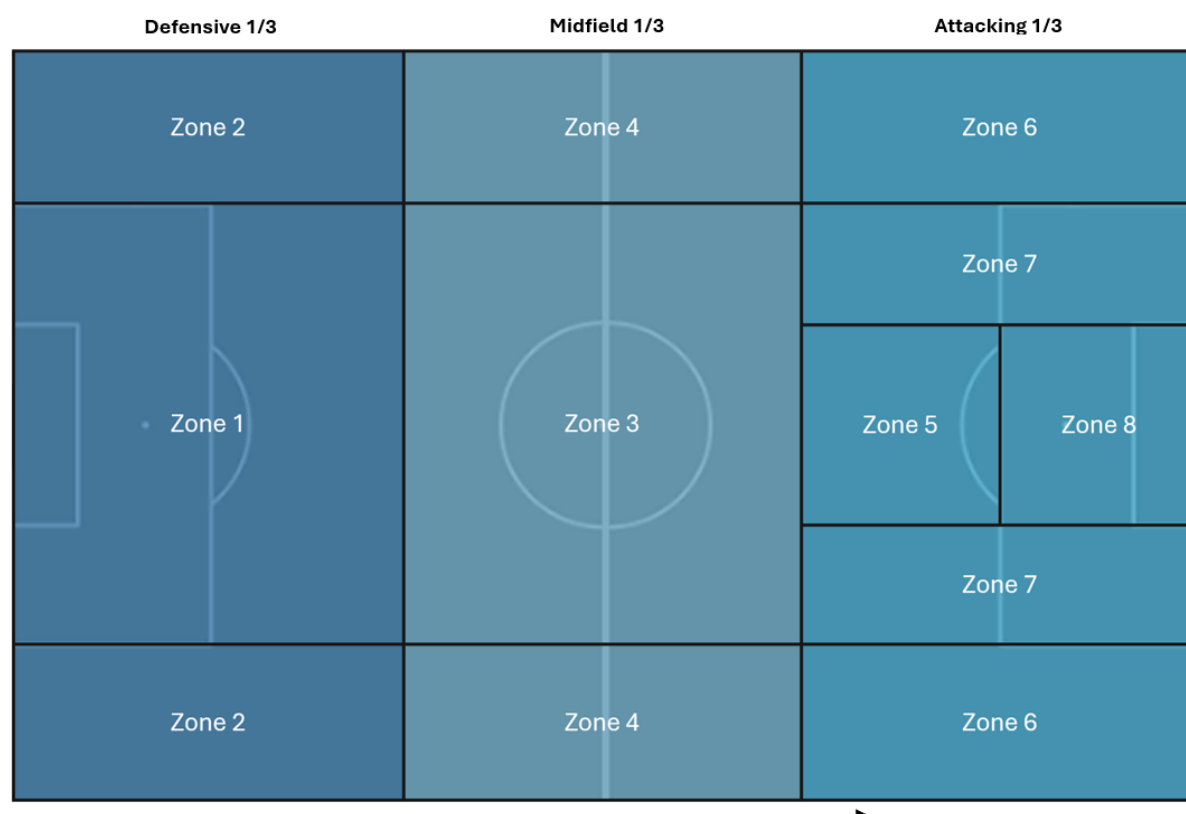 Defensive 1/3
Midfield 1/3
Attacking 1/3
Zone 2
Zone 4
Zone 6
Zone 7
Zone 1
Zone 3
Zone 5
Zone 8
Zone 7
Zone 2
Zone 4
Zone 6